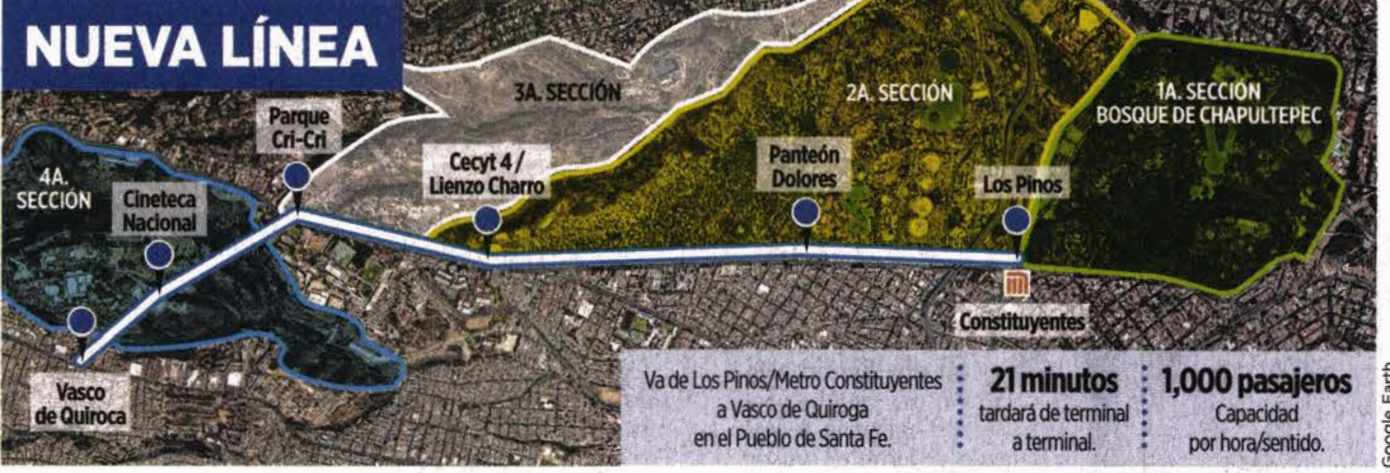 NUEVA LÍNEA
3A. SECCIÓN
2A. SECCIÓN
1A. SECCIÓN
BOSQUE DE CHAPULTEPEC
Parque
Cri-Cri
Cecyt 4 /
Lienzo Charro
Panteón
Dolores
Los Pinos
4A.
SECCIÓN
Cineteca
Nacional
Constituyentes
Vasco
de Quiroca
Va de Los Pinos/Metro Constituyentes
a Vasco de Quiroga
en el Pueblo de Santa Fe.
21 minutos
tardará de terminal
a terminal.
1,000 pasajeros
Capacidad
por hora/sentido.
Google Earth